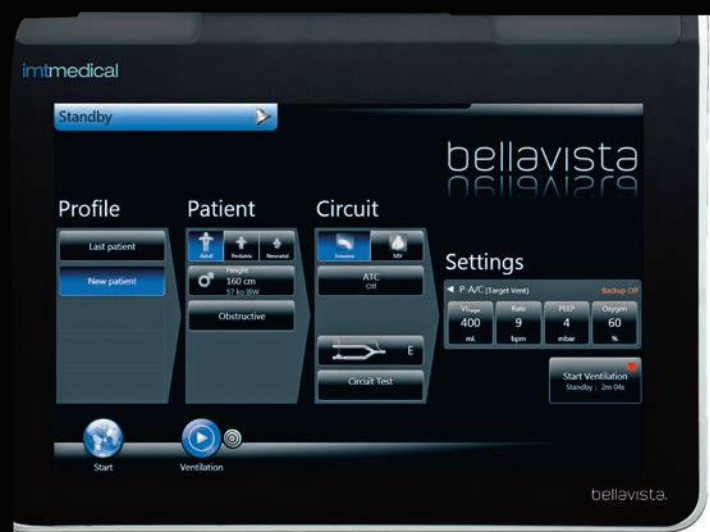 imtmedical
Standby
bellavista
Profile
Patient
Circuit
Last patient
New patient
Adult
Pediatric
Neonatal
Height
160 cm
57 kg IBW
Obstructive
Invasive
NIV
ATC
Off
E
Circuit Test
Settings
P-A/C (Target Vent)
Backup Off
VtTarget
Rate
PEEP
Oxygen
400
9
4
60
mL
bpm
mbar
%
Start Ventilation
Standby : 2m 04s
Start
Ventilation
bellavista.